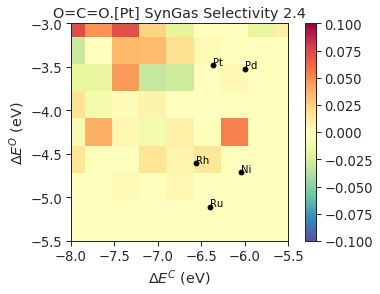 O=C=O.[Pt] SynGas Selectivity 2.4
−3.0
−3.5
−4.0
−4.5
−5.0
−5.5
ΔE^O (eV)
Pt
Pd
Rh
Ni
Ru
−8.0 −7.5 −7.0 −6.5 −6.0 −5.5
ΔE^C (eV)
0.100
0.075
0.050
0.025
0.000
−0.025
−0.050
−0.075
−0.100